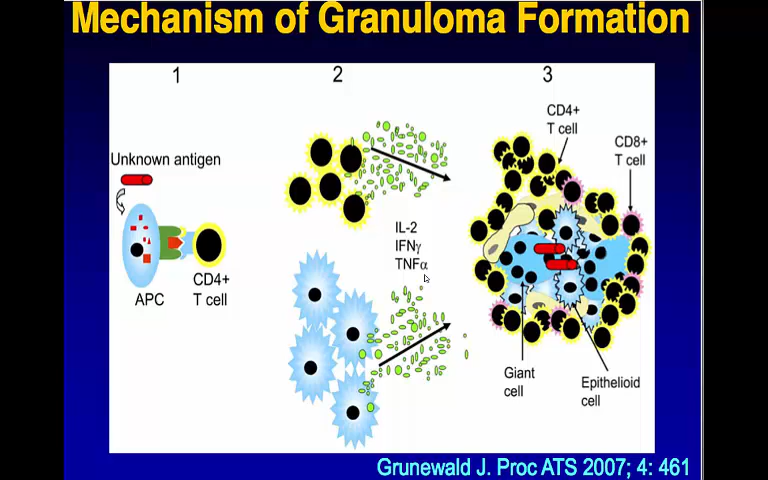 Mechanism of Granuloma Formation
1
2
3
Unknown antigen
APC
CD4+
T cell
IL-2
IFNγ
TNFα
CD4+
T cell
CD8+
T cell
Giant
cell
Epithelioid
cell
Grunewald J. Proc ATS 2007; 4: 461